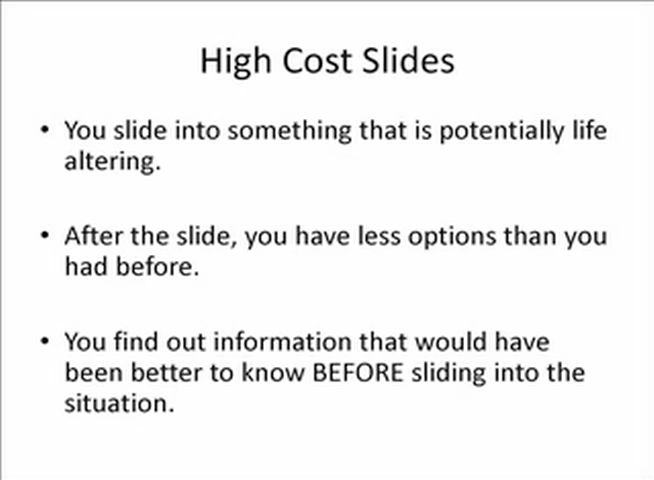 High Cost Slides
• You slide into something that is potentially life
altering.
• After the slide, you have less options than you
had before.
• You find out information that would have
been better to know BEFORE sliding into the
situation.